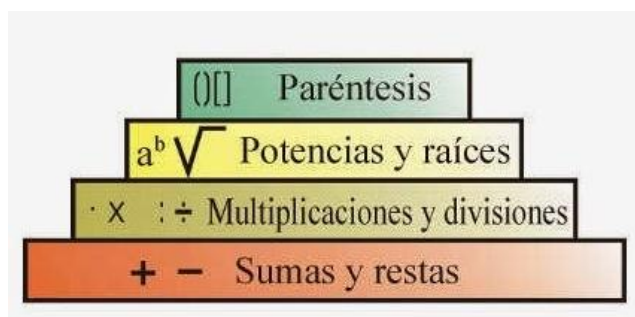 ()[] Paréntesis
aᵇ √ Potencias y raíces
· x : ÷ Multiplicaciones y divisiones
+ − Sumas y restas